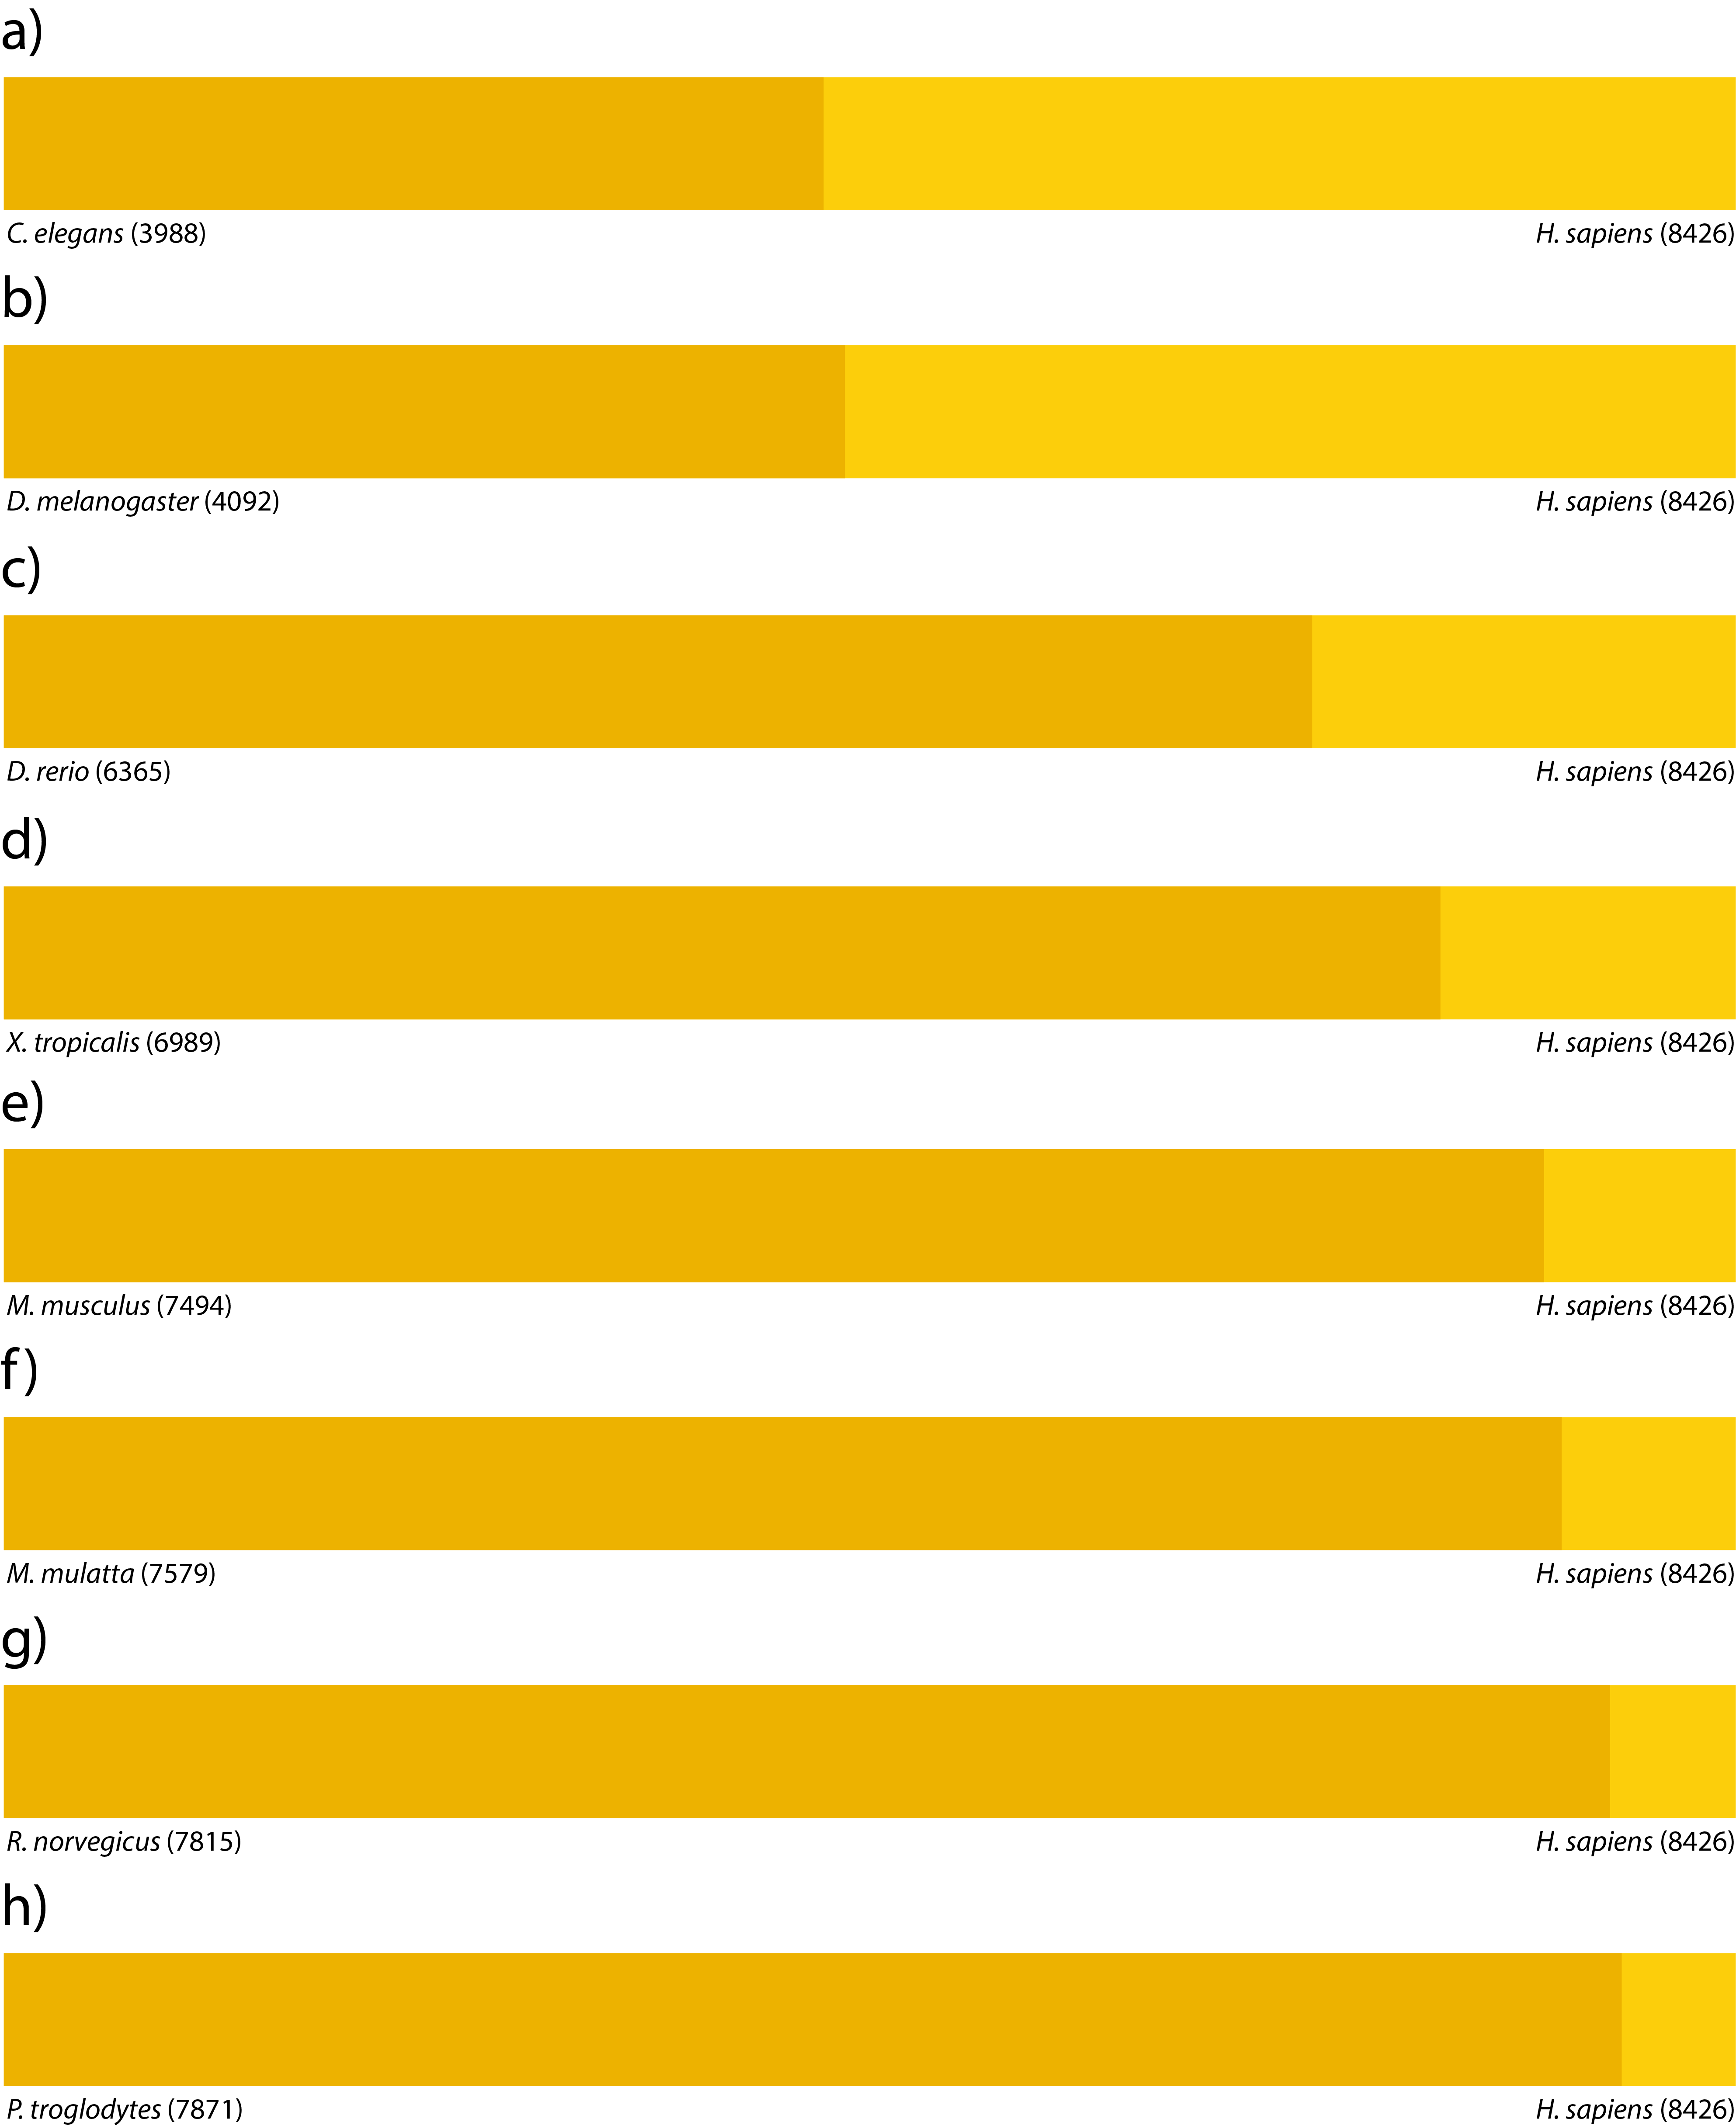 a)
C. elegans (3988) H. sapiens (8426)
b)
D. melanogaster (4092) H. sapiens (8426)
c)
D. rerio (6365) H. sapiens (8426)
d)
X. tropicalis (6989) H. sapiens (8426)
e)
M. musculus (7494) H. sapiens (8426)
f)
M. mulatta (7579) H. sapiens (8426)
g)
R. norvegicus (7815) H. sapiens (8426)
h)
P. troglodytes (7871) H. sapiens (8426)